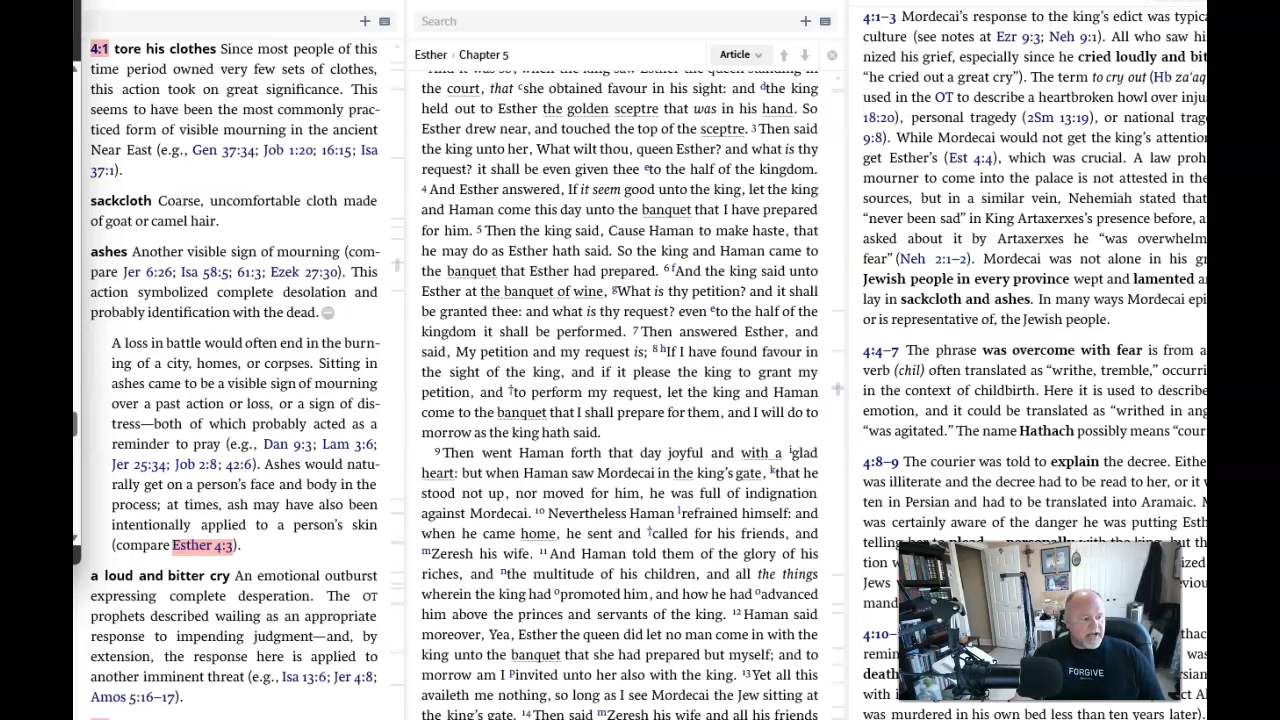 4:1 tore his clothes Since most people of this
time period owned very few sets of clothes,
this action took on great significance. This
seems to have been the most commonly prac-
ticed form of visible mourning in the ancient
Near East (e.g., Gen 37:34; Job 1:20; 16:15; Isa
37:1).
sackcloth Coarse, uncomfortable cloth made
of goat or camel hair.
ashes Another visible sign of mourning (com-
pare Jer 6:26; Isa 58:5; 61:3; Ezek 27:30). This
action symbolized complete desolation and
probably identification with the dead.
A loss in battle would often end in the burn-
ing of a city, homes, or corpses. Sitting in
ashes came to be a visible sign of mourning
over a past action or loss, or a sign of dis-
tress—both of which probably acted as a
reminder to pray (e.g., Dan 9:3; Lam 3:6;
Jer 25:34; Job 2:8; 42:6). Ashes would natu-
rally get on a person's face and body in the
process; at times, ash may have also been
intentionally applied to a person's skin
(compare Esther 4:3).
a loud and bitter cry An emotional outburst
expressing complete desperation. The OT
prophets described wailing as an appropriate
response to impending judgment—and, by
extension, the response here is applied to
another imminent threat (e.g., Isa 13:6; Jer 4:8;
Amos 5:16–17).
Search
Esther › Chapter 5
Article
the court, that c she obtained favour in his sight: and d the king
held out to Esther the golden sceptre that was in his hand. So
Esther drew near, and touched the top of the sceptre. 3 Then said
the king unto her, What wilt thou, queen Esther? and what is thy
request? it shall be even given thee e to the half of the kingdom.
4 And Esther answered, If it seem good unto the king, let the king
and Haman come this day unto the banquet that I have prepared
for him. 5 Then the king said, Cause Haman to make haste, that
he may do as Esther hath said. So the king and Haman came to
the banquet that Esther had prepared. 6 f And the king said unto
Esther at the banquet of wine, g What is thy petition? and it shall
be granted thee: and what is thy request? even e to the half of the
kingdom it shall be performed. 7 Then answered Esther, and
said, My petition and my request is; 8 h If I have found favour in
the sight of the king, and if it please the king to grant my
petition, and † to perform my request, let the king and Haman
come to the banquet that I shall prepare for them, and I will do to
morrow as the king hath said.
9 Then went Haman forth that day joyful and with a i glad
heart: but when Haman saw Mordecai in the king's gate, k that he
stood not up, nor moved for him, he was full of indignation
against Mordecai. 10 Nevertheless Haman l refrained himself: and
when he came home, he sent and † called for his friends, and
m Zeresh his wife. 11 And Haman told them of the glory of his
riches, and n the multitude of his children, and all the things
wherein the king had o promoted him, and how he had o advanced
him above the princes and servants of the king. 12 Haman said
moreover, Yea, Esther the queen did let no man come in with the
king unto the banquet that she had prepared but myself; and to
morrow am I p invited unto her also with the king. 13 Yet all this
availeth me nothing, so long as I see Mordecai the Jew sitting at
the king's gate. 14 Then said m Zeresh his wife and all his friends
4:1–3 Mordecai's response to the king's edict was typica
culture (see notes at Ezr 9:3; Neh 9:1). All who saw hi
nized his grief, especially since he cried loudly and bit
"he cried out a great cry"). The term to cry out (Hb za'aq
used in the OT to describe a heartbroken howl over inju
18:20), personal tragedy (2Sm 13:19), or national trag
9:8). While Mordecai would not get the king's attentio
get Esther's (Est 4:4), which was crucial. A law proh
mourner to come into the palace is not attested in the
sources, but in a similar vein, Nehemiah stated that
"never been sad" in King Artaxerxes's presence before, a
asked about it by Artaxerxes he "was overwhelm
fear" (Neh 2:1–2). Mordecai was not alone in his gr
Jewish people in every province wept and lamented a
lay in sackcloth and ashes. In many ways Mordecai epi
or is representative of, the Jewish people.
4:4–7 The phrase was overcome with fear is from a
verb (chil) often translated as "writhe, tremble," occurri
in the context of childbirth. Here it is used to describe
emotion, and it could be translated as "writhed in ang
"was agitated." The name Hathach possibly means "cour
4:8–9 The courier was told to explain the decree. Eithe
was illiterate and the decree had to be read to her, or it v
ten in Persian and had to be translated into Aramaic. M
was certainly aware of the danger he was putting Esth
telling
tion
Jews
mand
4:10–
remin
death
with i
was murdered in his own bed less than ten years later).
FORGIVE